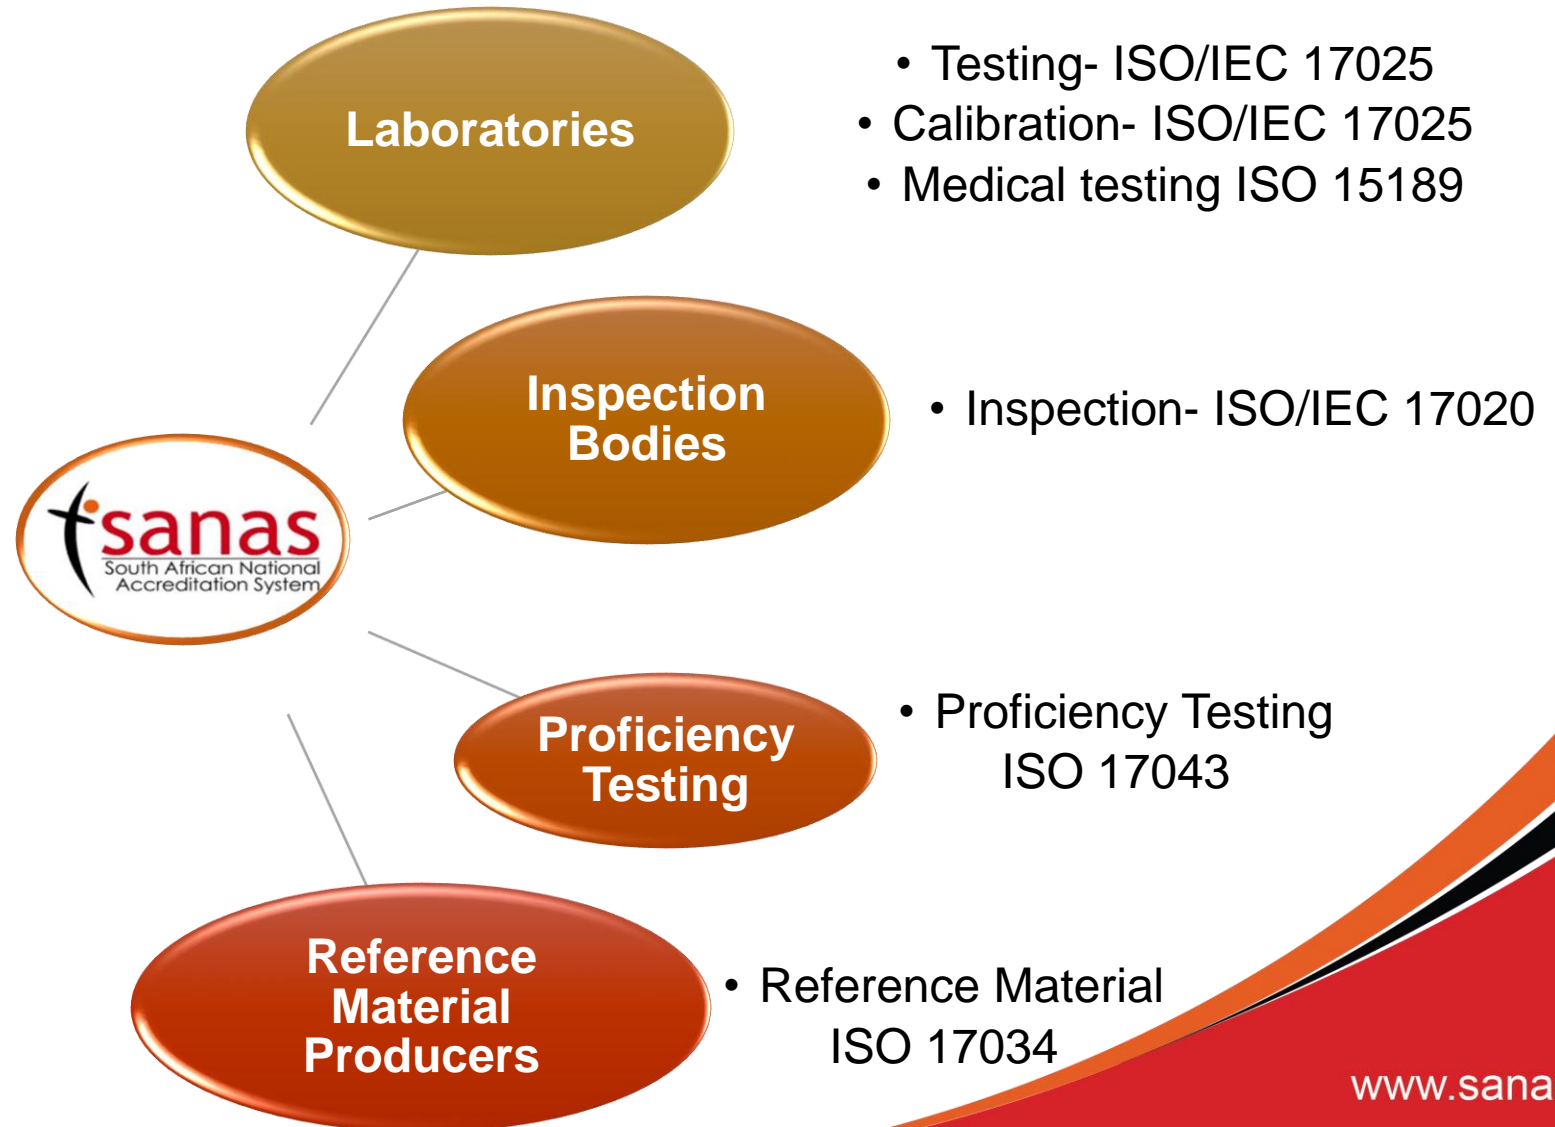 Laboratories
• Testing- ISO/IEC 17025
• Calibration- ISO/IEC 17025
• Medical testing ISO 15189
Inspection
Bodies
• Inspection- ISO/IEC 17020
sanas
South African National
Accreditation System
Proficiency
Testing
• Proficiency Testing
ISO 17043
Reference
Material
Producers
• Reference Material
ISO 17034
www.sana